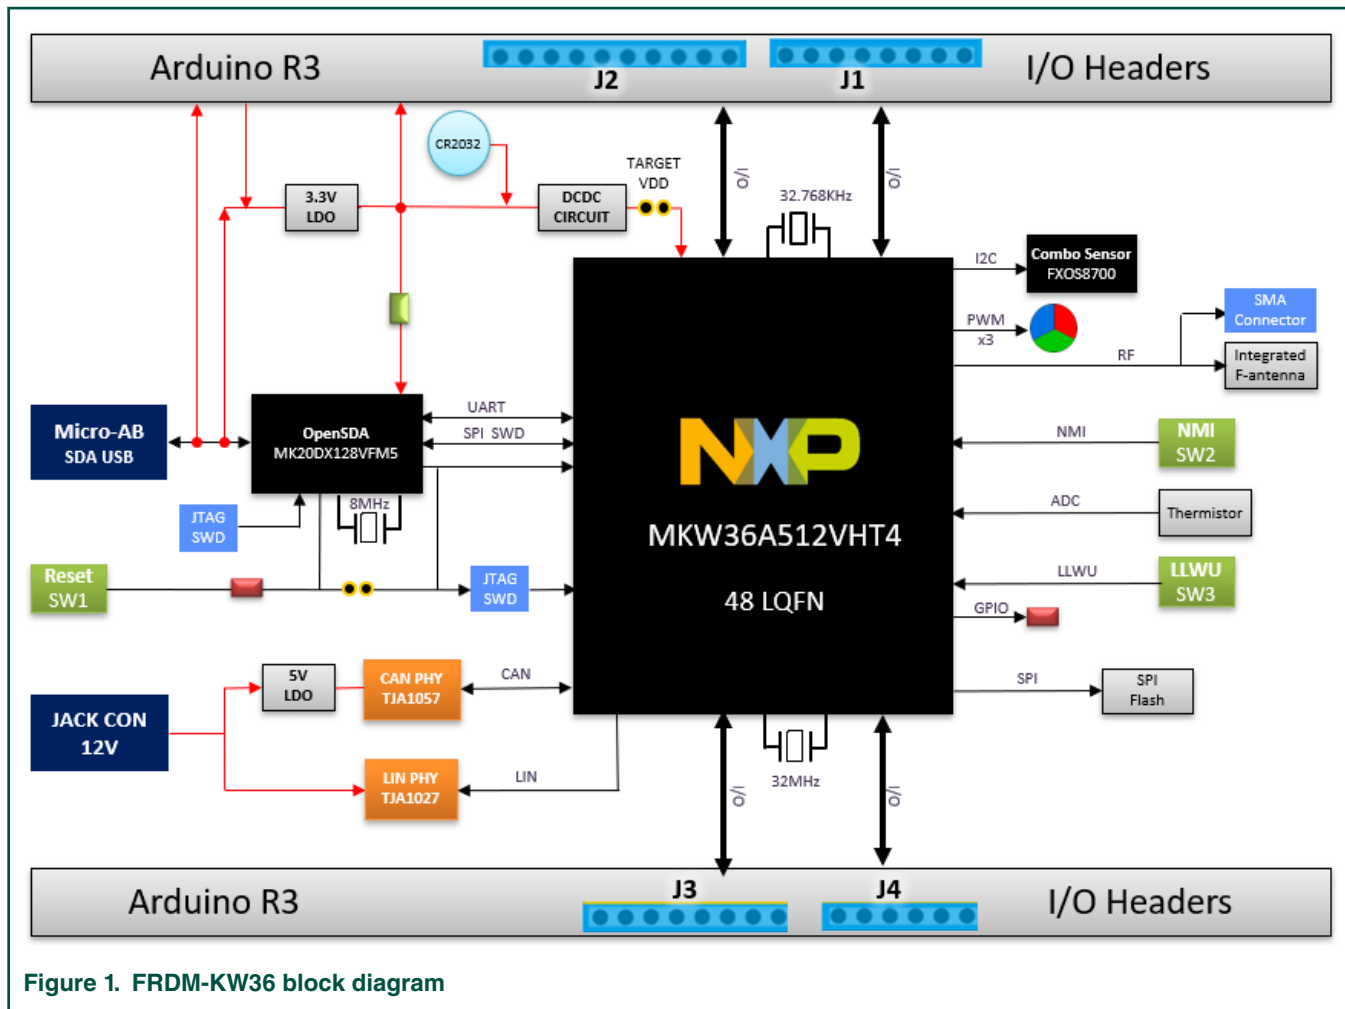 Arduino R3
J2
J1
I/O Headers
CR2032
TARGET
VDD
I/O
I/O
32.768KHz
3.3V
LDO
DCDC
CIRCUIT
I2C
Combo Sensor
FXOS8700
PWM
x3
SMA
Connector
RF
Integrated
F-antenna
Micro-AB
SDA USB
OpenSDA
MK20DX128VFM5
UART
SPI SWD
NXP
NMI
NMI
SW2
8MHz
JTAG
SWD
MKW36A512VHT4
ADC
Thermistor
Reset
SW1
JTAG
SWD
48 LQFN
LLWU
LLWU
SW3
GPIO
5V
LDO
CAN PHY
TJA1057
CAN
SPI
SPI
Flash
JACK CON
12V
LIN PHY
TJA1027
LIN
32MHz
I/O
I/O
Arduino R3
J3
J4
I/O Headers
Figure 1. FRDM-KW36 block diagram